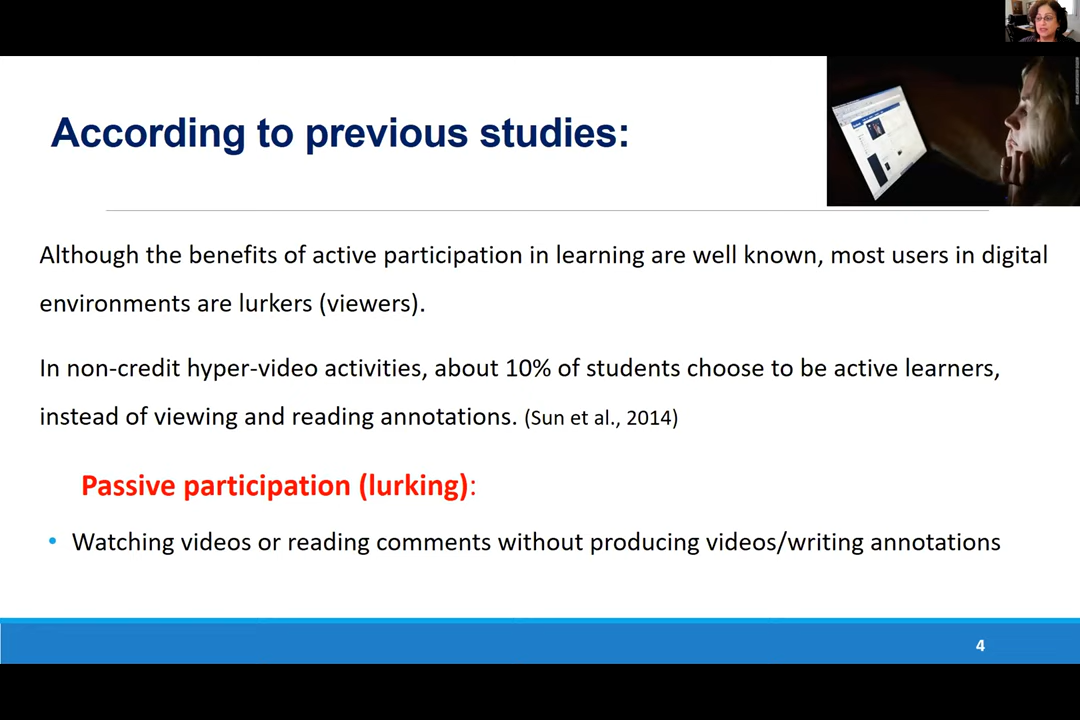 According to previous studies:
Although the benefits of active participation in learning are well known, most users in digital
environments are lurkers (viewers).
In non-credit hyper-video activities, about 10% of students choose to be active learners,
instead of viewing and reading annotations. (Sun et al., 2014)
Passive participation (lurking):
• Watching videos or reading comments without producing videos/writing annotations
4